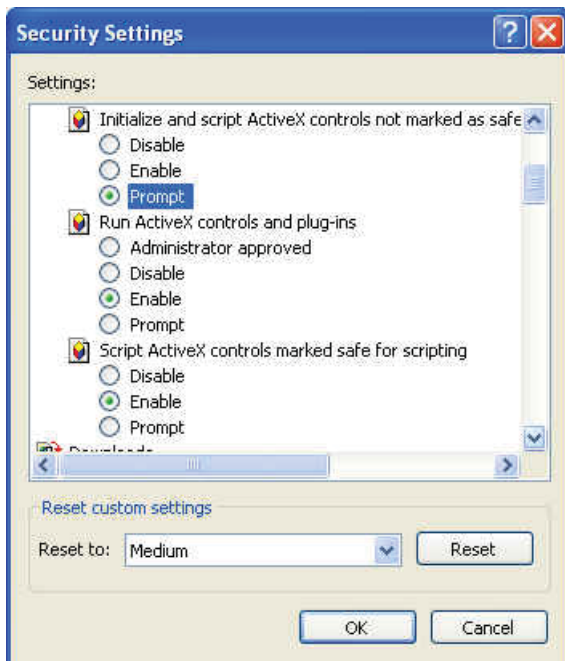 Security Settings
Settings:
Initialize and script ActiveX controls not marked as safe
Disable
Enable
Prompt
Run ActiveX controls and plug-ins
Administrator approved
Disable
Enable
Prompt
Script ActiveX controls marked safe for scripting
Disable
Enable
Prompt
Downloads
Reset custom settings
Reset to: Medium Reset
OK Cancel